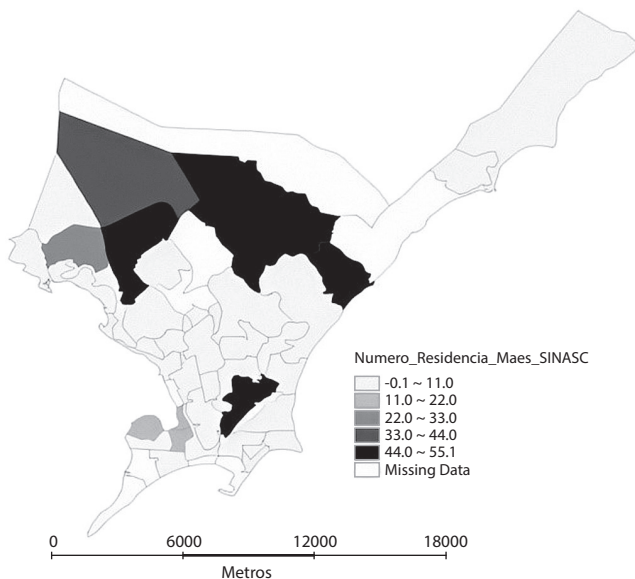 Numero_Residencia_Maes_SINASC
-0.1 ~ 11.0
11.0 ~ 22.0
22.0 ~ 33.0
33.0 ~ 44.0
44.0 ~ 55.1
Missing Data
0 6000 12000 18000
Metros